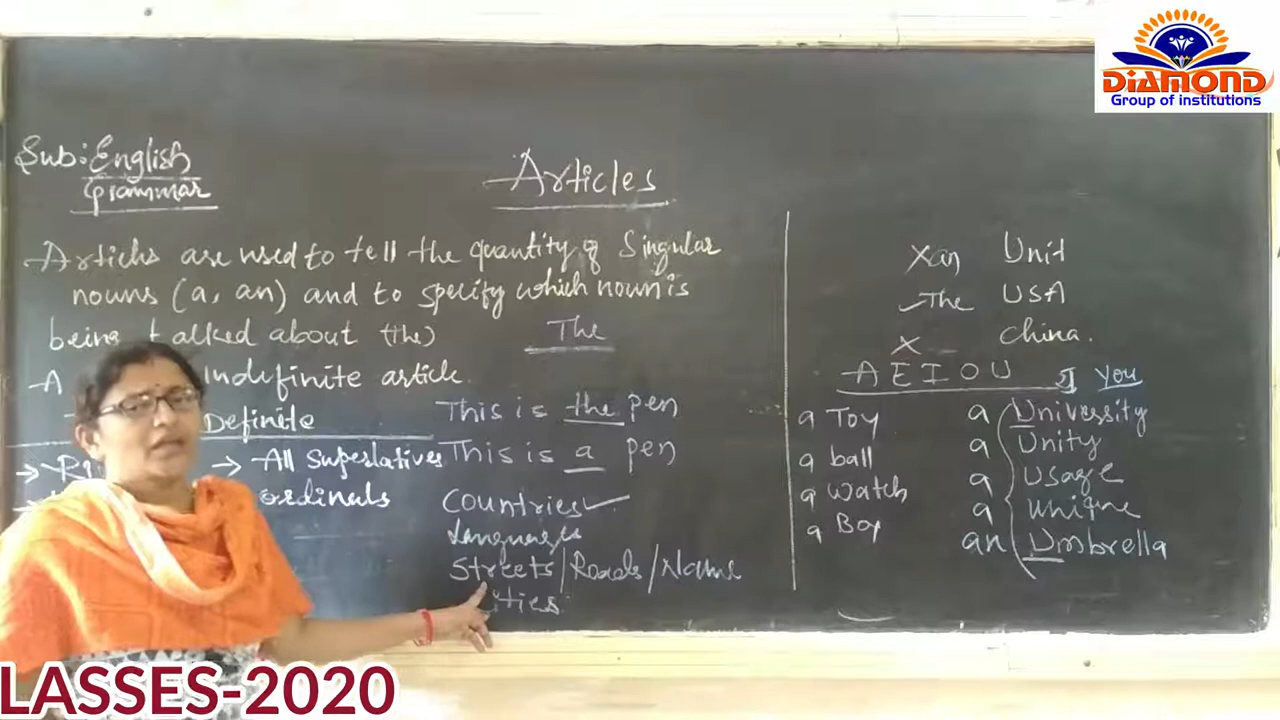 DIAMOND
Group of institutions
Sub: English
Grammar
Articles
Articles are used to tell the quantity of Singular
nouns (a, an) and to specify which noun is
being talked about (the)
The
A Indefinite article
Definite
This is the pen
This is a pen
→ → All Superlatives
ordinals
Countries ✓
Languages
Streets/Roads/Name
ities
X an Unit
✓ The USA
X China.
A E I O U you
a Toy
a ball
a Watch
a Boy
a University
a Unity
a Usage
a unique
an Umbrella
LASSES-2020